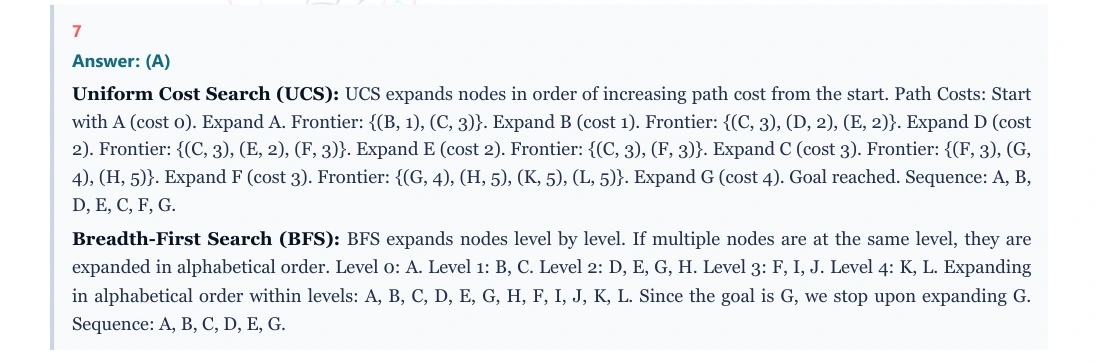 7
Answer: (A)
Uniform Cost Search (UCS): UCS expands nodes in order of increasing path cost from the start. Path Costs: Start
with A (cost 0). Expand A. Frontier: {(B, 1), (C, 3)}. Expand B (cost 1). Frontier: {(C, 3), (D, 2), (E, 2)}. Expand D (cost
2). Frontier: {(C, 3), (E, 2), (F, 3)}. Expand E (cost 2). Frontier: {(C, 3), (F, 3)}. Expand C (cost 3). Frontier: {(F, 3), (G,
4), (H, 5)}. Expand F (cost 3). Frontier: {(G, 4), (H, 5), (K, 5), (L, 5)}. Expand G (cost 4). Goal reached. Sequence: A, B,
D, E, C, F, G.
Breadth-First Search (BFS): BFS expands nodes level by level. If multiple nodes are at the same level, they are
expanded in alphabetical order. Level 0: A. Level 1: B, C. Level 2: D, E, G, H. Level 3: F, I, J. Level 4: K, L. Expanding
in alphabetical order within levels: A, B, C, D, E, G, H, F, I, J, K, L. Since the goal is G, we stop upon expanding G.
Sequence: A, B, C, D, E, G.